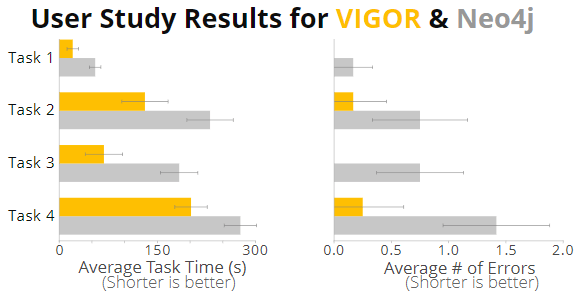 User Study Results for VIGOR & Neo4j
Task 1
Task 2
Task 3
Task 4
0 150 300
Average Task Time (s)
(Shorter is better)
0.0 0.5 1.0 1.5 2.0
Average # of Errors
(Shorter is better)